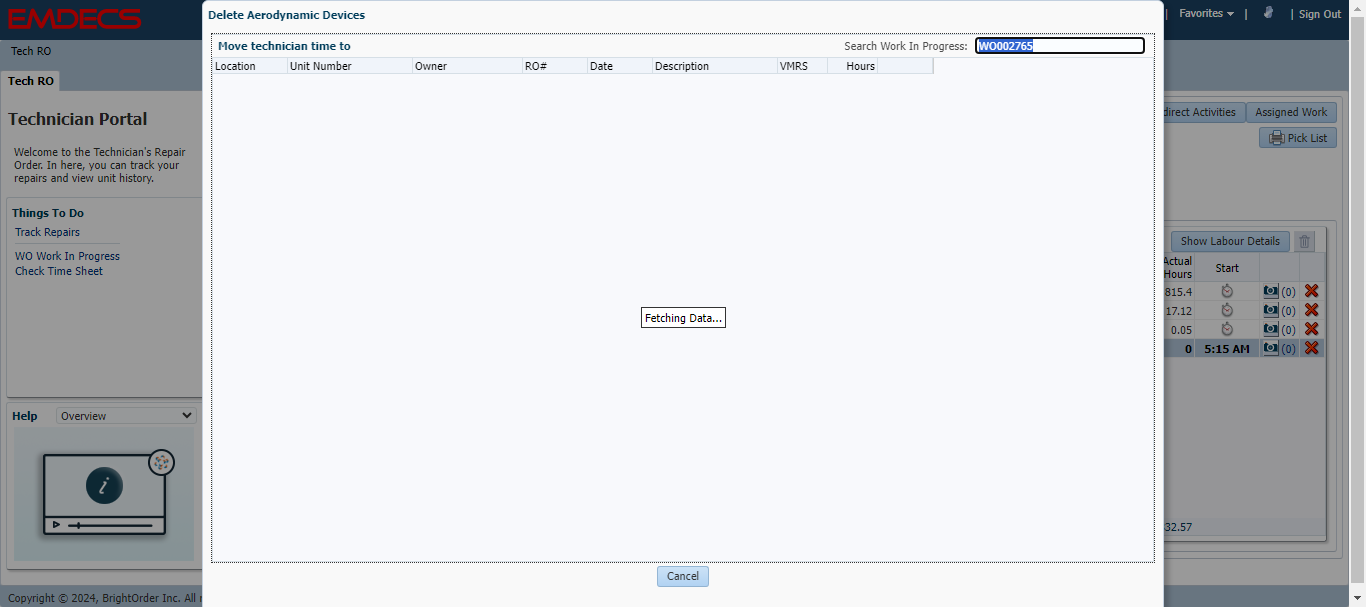 EMDECS
Favorites
Sign Out
Tech RO
Tech RO
Technician Portal
Welcome to the Technician's Repair
Order. In here, you can track your
repairs and view unit history.
Things To Do
Track Repairs
WO Work In Progress
Check Time Sheet
Help
Overview
Delete Aerodynamic Devices
Move technician time to
Search Work In Progress: WO002765
Location Unit Number Owner RO# Date Description VMRS Hours
Fetching Data...
Cancel
direct Activities
Assigned Work
Pick List
Show Labour Details
Actual
Hours Start
815.4 (0)
17.12 (0)
0.05 (0)
0 5:15 AM (0)
32.57
Copyright © 2024, BrightOrder Inc. All